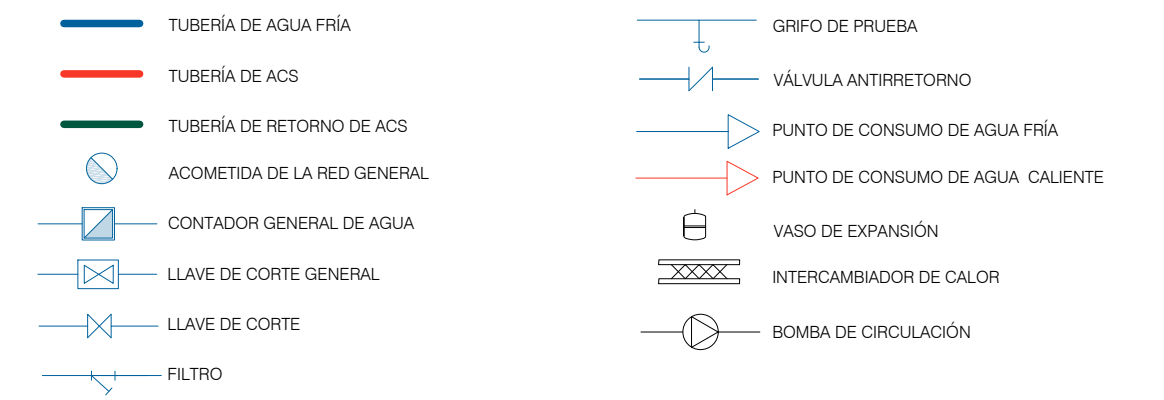 TUBERÍA DE AGUA FRÍA
TUBERÍA DE ACS
TUBERÍA DE RETORNO DE ACS
ACOMETIDA DE LA RED GENERAL
CONTADOR GENERAL DE AGUA
LLAVE DE CORTE GENERAL
LLAVE DE CORTE
FILTRO
GRIFO DE PRUEBA
VÁLVULA ANTIRRETORNO
PUNTO DE CONSUMO DE AGUA FRÍA
PUNTO DE CONSUMO DE AGUA CALIENTE
VASO DE EXPANSIÓN
INTERCAMBIADOR DE CALOR
BOMBA DE CIRCULACIÓN